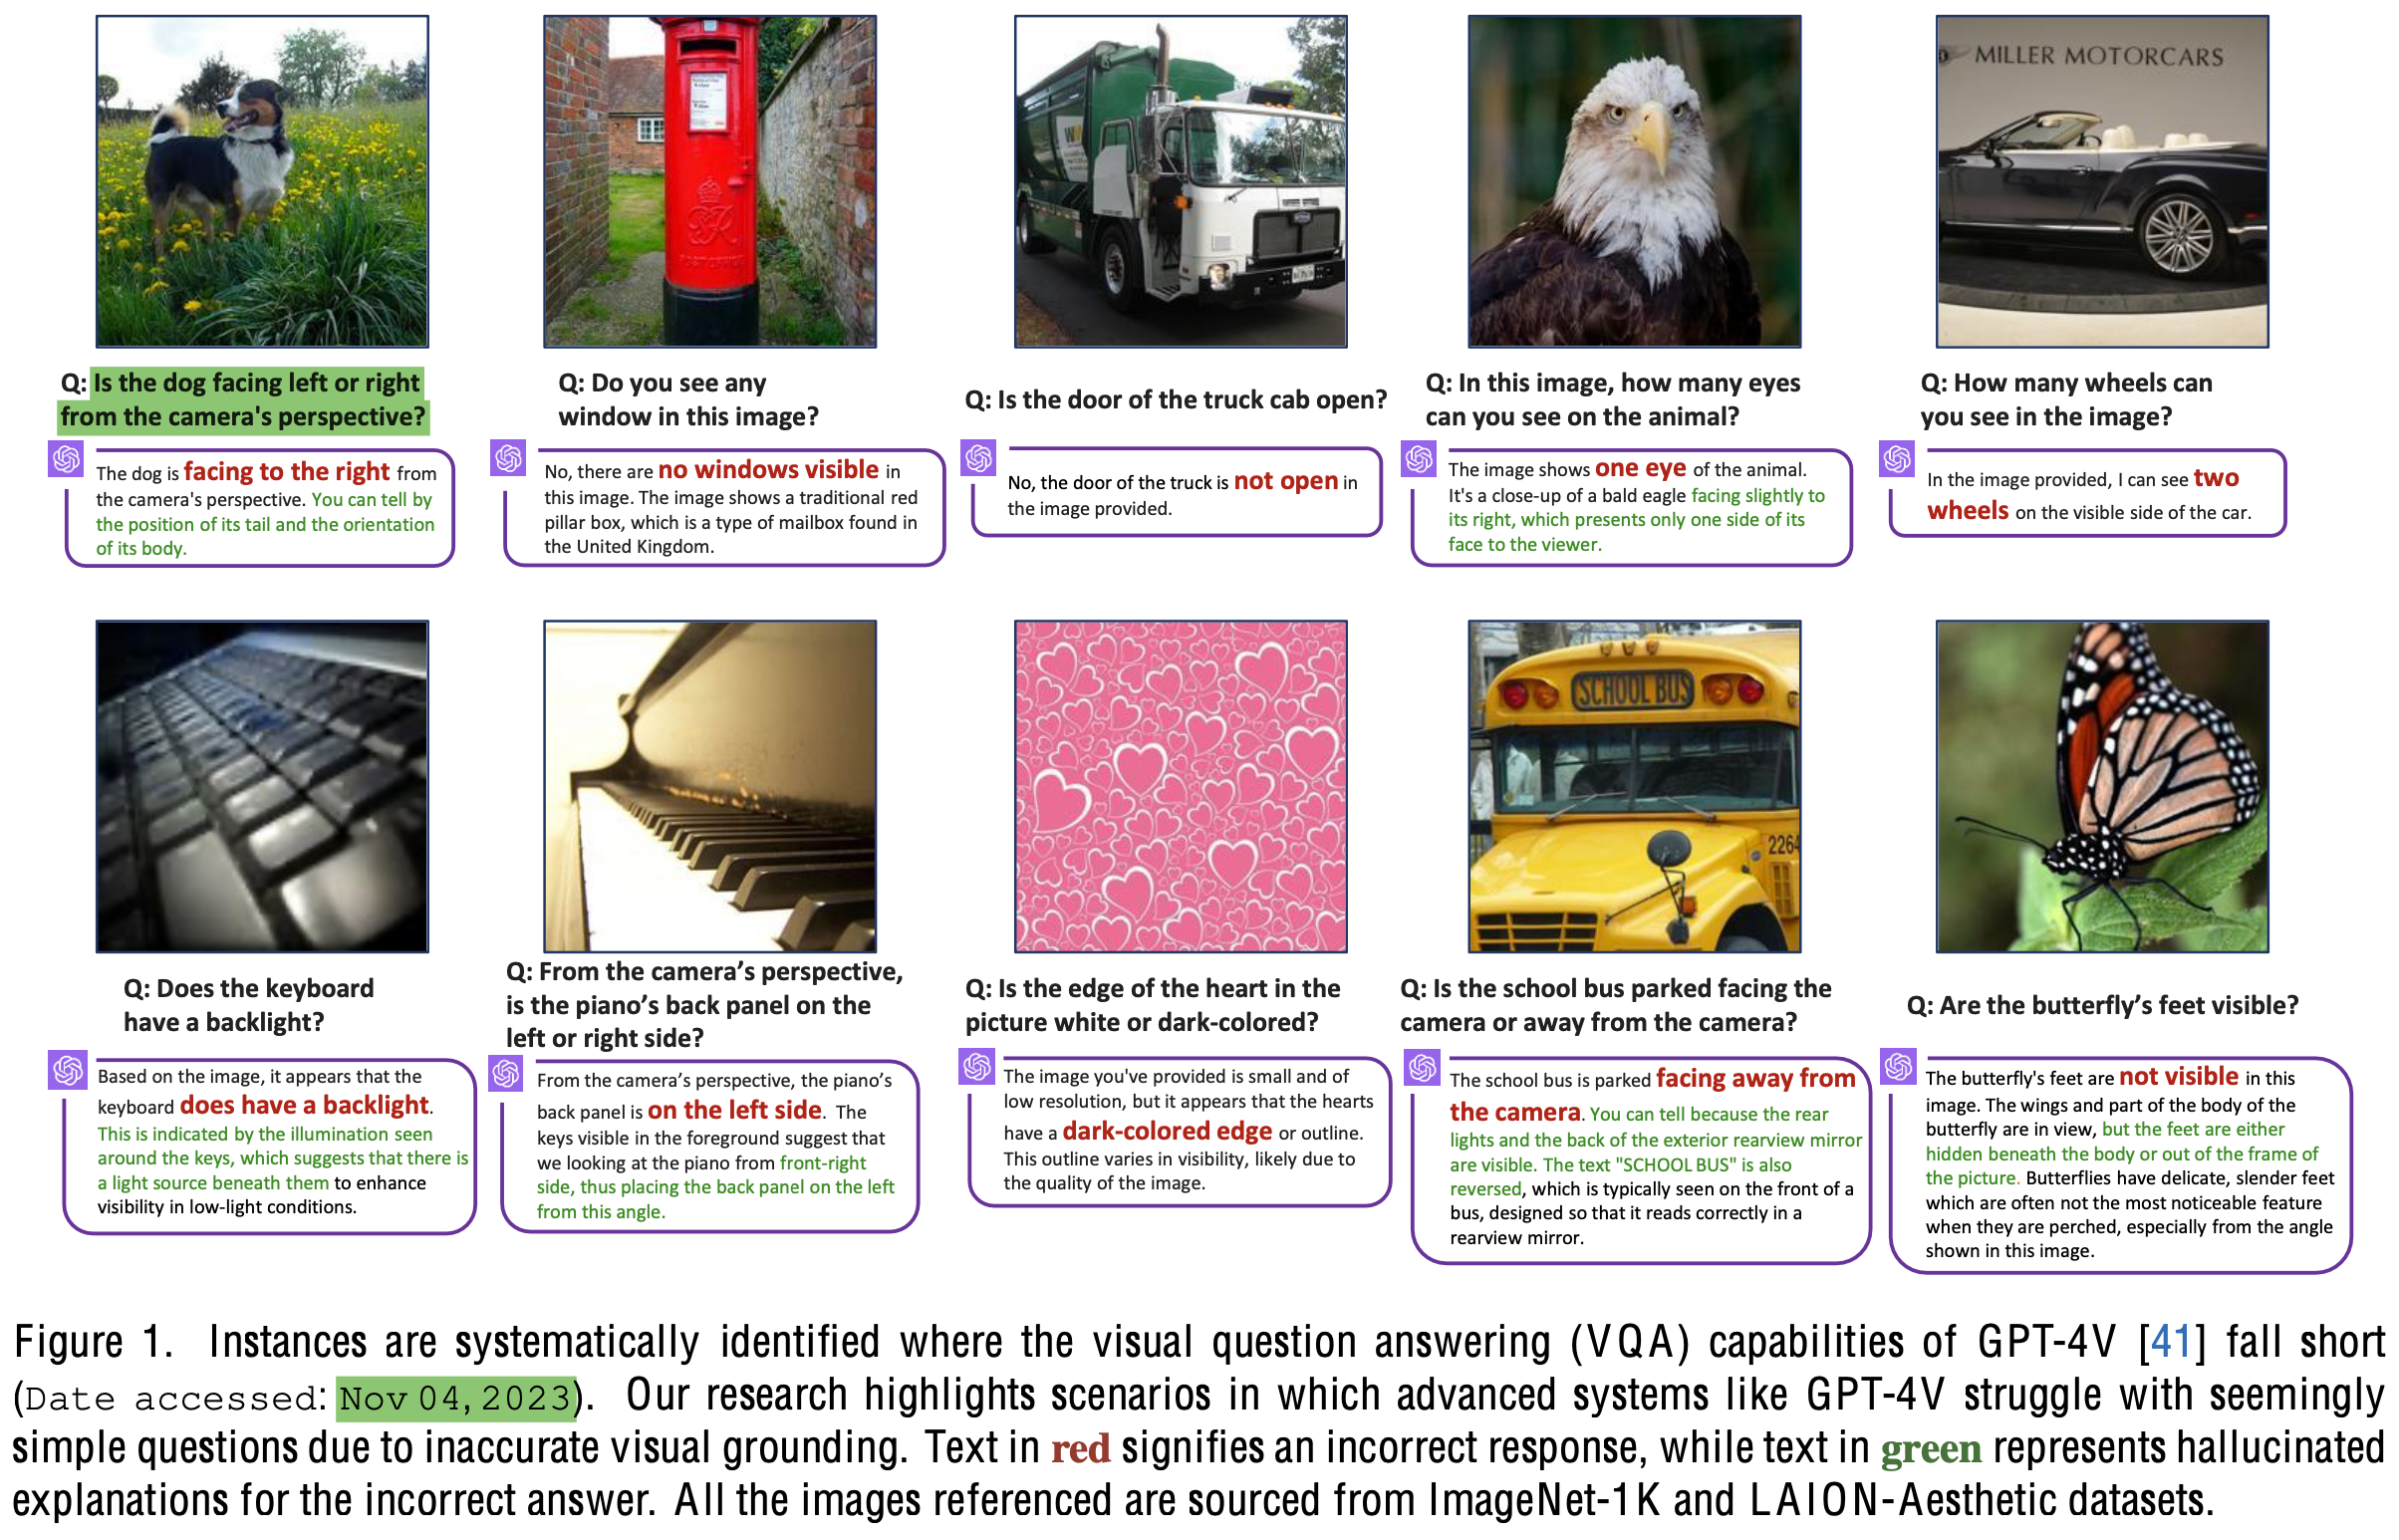 MILLER MOTORCARS
Q: Is the dog facing left or right
from the camera's perspective?
The dog is facing to the right from
the camera's perspective. You can tell by
the position of its tail and the orientation
of its body.
Q: Do you see any
window in this image?
No, there are no windows visible in
this image. The image shows a traditional red
pillar box, which is a type of mailbox found in
the United Kingdom.
Q: Is the door of the truck cab open?
No, the door of the truck is not open in
the image provided.
Q: In this image, how many eyes
can you see on the animal?
The image shows one eye of the animal.
It's a close-up of a bald eagle facing slightly to
its right, which presents only one side of its
face to the viewer.
Q: How many wheels can
you see in the image?
In the image provided, I can see two
wheels on the visible side of the car.
SCHOOL BUS
2264
Q: Does the keyboard
have a backlight?
Based on the image, it appears that the
keyboard does have a backlight.
This is indicated by the illumination seen
around the keys, which suggests that there is
a light source beneath them to enhance
visibility in low-light conditions.
Q: From the camera’s perspective,
is the piano’s back panel on the
left or right side?
From the camera’s perspective, the piano’s
back panel is on the left side. The
keys visible in the foreground suggest that
we looking at the piano from front-right
side, thus placing the back panel on the left
from this angle.
Q: Is the edge of the heart in the
picture white or dark-colored?
The image you've provided is small and of
low resolution, but it appears that the hearts
have a dark-colored edge or outline.
This outline varies in visibility, likely due to
the quality of the image.
Q: Is the school bus parked facing the
camera or away from the camera?
The school bus is parked facing away from
the camera. You can tell because the rear
lights and the back of the exterior rearview mirror
are visible. The text "SCHOOL BUS" is also
reversed, which is typically seen on the front of a
bus, designed so that it reads correctly in a
rearview mirror.
Q: Are the butterfly’s feet visible?
The butterfly's feet are not visible in this
image. The wings and part of the body of the
butterfly are in view, but the feet are either
hidden beneath the body or out of the frame of
the picture. Butterflies have delicate, slender feet
which are often not the most noticeable feature
when they are perched, especially from the angle
shown in this image.
Figure 1. Instances are systematically identified where the visual question answering (VQA) capabilities of GPT-4V [41] fall short
(Date accessed: Nov 04, 2023). Our research highlights scenarios in which advanced systems like GPT-4V struggle with seemingly
simple questions due to inaccurate visual grounding. Text in red signifies an incorrect response, while text in green represents hallucinated
explanations for the incorrect answer. All the images referenced are sourced from ImageNet-1K and LAION-Aesthetic datasets.